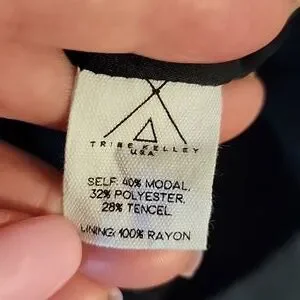 TRIBE KELLEY
USA
SELF: 40% MODAL,
32% POLYESTER,
28% TENCEL
LINING: 100% RAYON